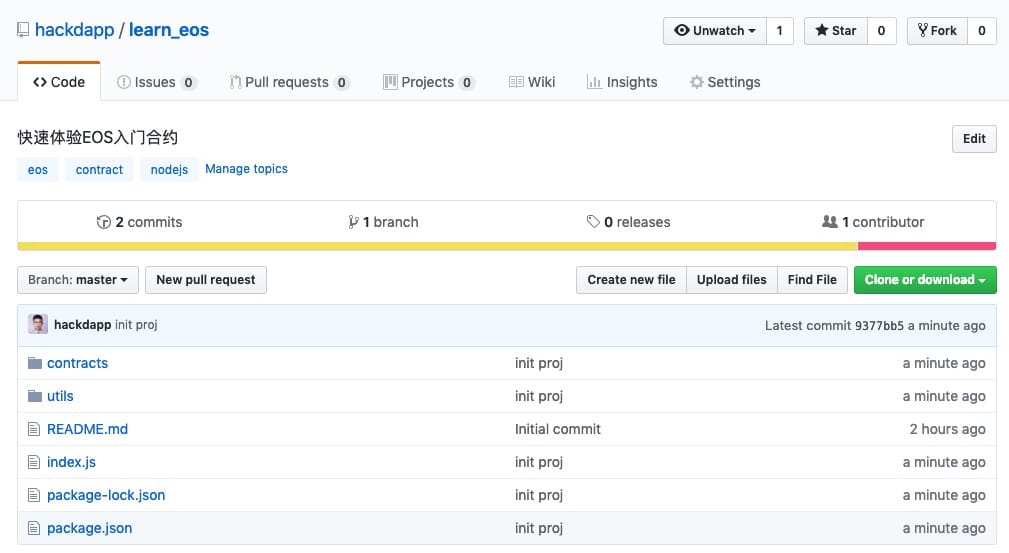 hackdapp / learn_eos Unwatch 1 Star 0 Fork 0
Code Issues 0 Pull requests 0 Projects 0 Wiki Insights Settings
快速体验EOS入门合约 Edit
eos contract nodejs Manage topics
2 commits 1 branch 0 releases 1 contributor
Branch: master New pull request Create new file Upload files Find File Clone or download
hackdapp init proj Latest commit 9377bb5 a minute ago
contracts init proj a minute ago
utils init proj a minute ago
README.md Initial commit 2 hours ago
index.js init proj a minute ago
package-lock.json init proj a minute ago
package.json init proj a minute ago